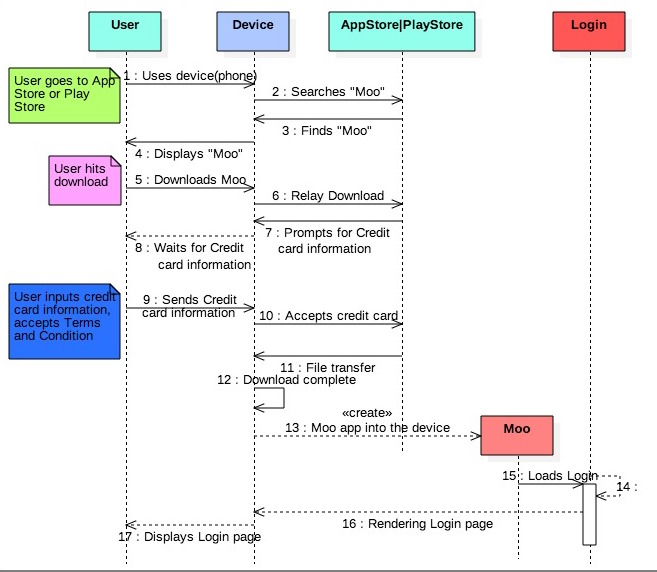 User
Device
AppStore|PlayStore
Login
User goes to App
Store or Play
Store
1 : Uses device(phone)
2 : Searches "Moo"
3 : Finds "Moo"
4 : Displays "Moo"
User hits
download
5 : Downloads Moo
6 : Relay Download
7 : Prompts for Credit
card information
8 : Waits for Credit
card information
User inputs credit
card information,
accepts Terms
and Condition
9 : Sends Credit
card information
10 : Accepts credit card
11 : File transfer
12 : Download complete
«create»
13 : Moo app into the device
Moo
15 : Loads Login
14 :
16 : Rendering Login page
17 : Displays Login page